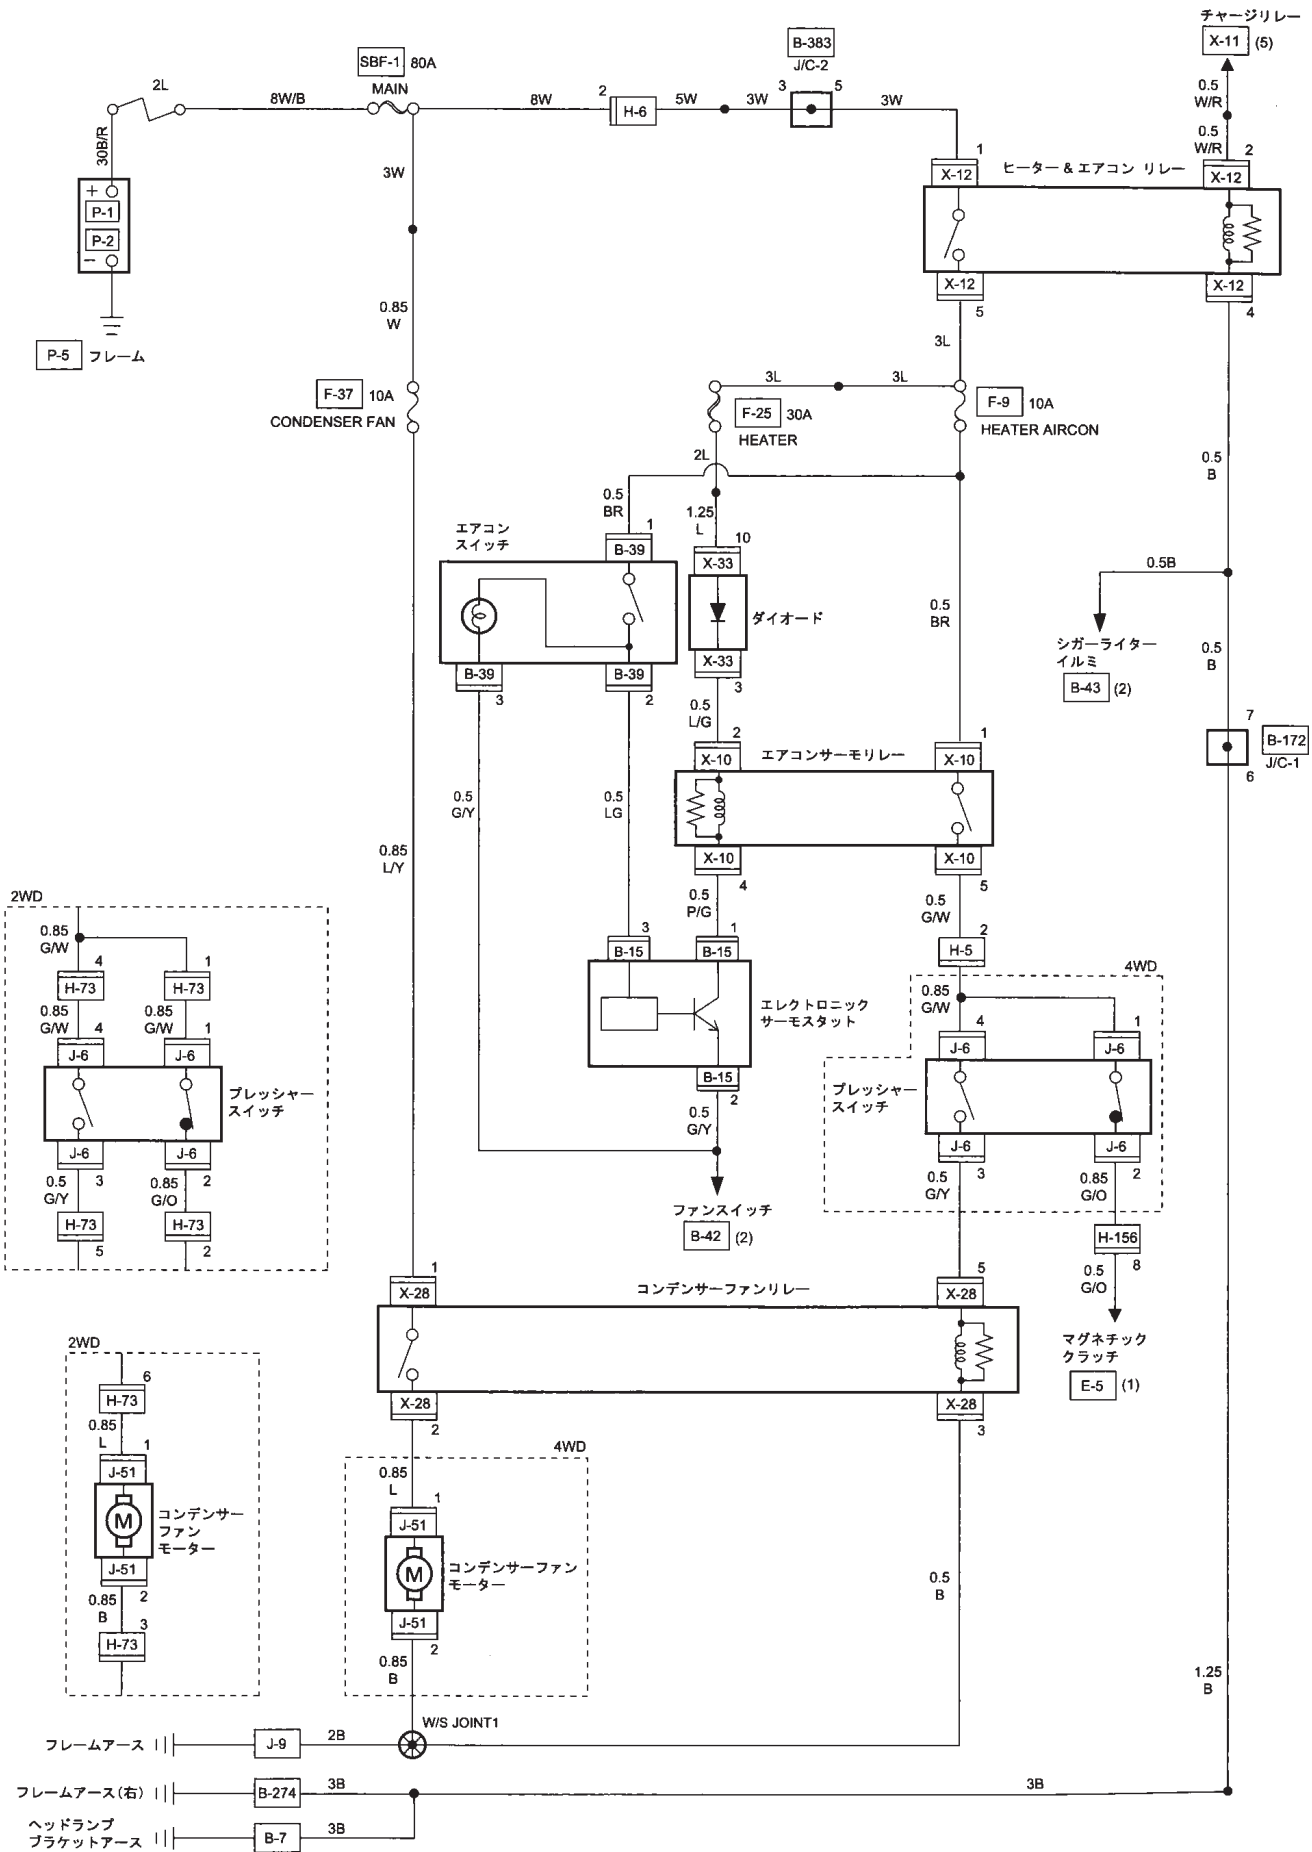 チャージリレー
X-11 (5)
0.5
W/R
0.5
W/R
2
B-383
J/C-2
SBF-1 80A
MAIN
2L
8W/B
8W
2
H-6
5W
3W
3
5
3W
30B/R
+
P-1
P-2
−
P-5 フレーム
3W
0.85
W
F-37 10A
CONDENSER FAN
1
X-12
ヒーター & エアコン リレー
X-12
X-12
5
X-12
4
3L
3L
3L
F-25 30A
HEATER
F-9 10A
HEATER AIRCON
2L
0.5
BR
1.25
L
0.5
B
エアコン
スイッチ
1
B-39
10
X-33
ダイオード
X-33
3
B-39
3
B-39
2
0.5
BR
0.5B
シガーライター
イルミ
B-43 (2)
0.5
B
7
B-172
J/C-1
6
0.5
L/G
2
X-10
エアコンサーモリレー
1
X-10
X-10
4
X-10
5
0.5
G/Y
0.5
LG
0.85
L/Y
0.5
P/G
0.5
G/W
3
B-15
1
B-15
エレクトロニック
サーモスタット
B-15
2
0.5
G/Y
ファンスイッチ
B-42 (2)
2
H-5
4WD
0.85
G/W
4
J-6
1
J-6
プレッシャー
スイッチ
J-6
3
J-6
2
0.5
G/Y
0.85
G/O
H-156
8
0.5
G/O
マグネチック
クラッチ
E-5 (1)
2WD
0.85
G/W
4
H-73
1
H-73
0.85
G/W
4
0.85
G/W
1
J-6
J-6
プレッシャー
スイッチ
J-6
3
J-6
2
0.5
G/Y
0.85
G/O
H-73
5
H-73
2
1
X-28
コンデンサーファンリレー
5
X-28
X-28
2
X-28
3
2WD
6
H-73
0.85
L
1
J-51
M
コンデンサー
ファン
モーター
J-51
2
0.85
B
3
H-73
4WD
0.85
L
1
J-51
M
コンデンサーファン
モーター
J-51
2
0.85
B
0.5
B
1.25
B
W/S JOINT1
フレームアース J-9 2B
フレームアース(右) B-274 3B 3B
ヘッドランプ
ブラケットアース B-7 3B